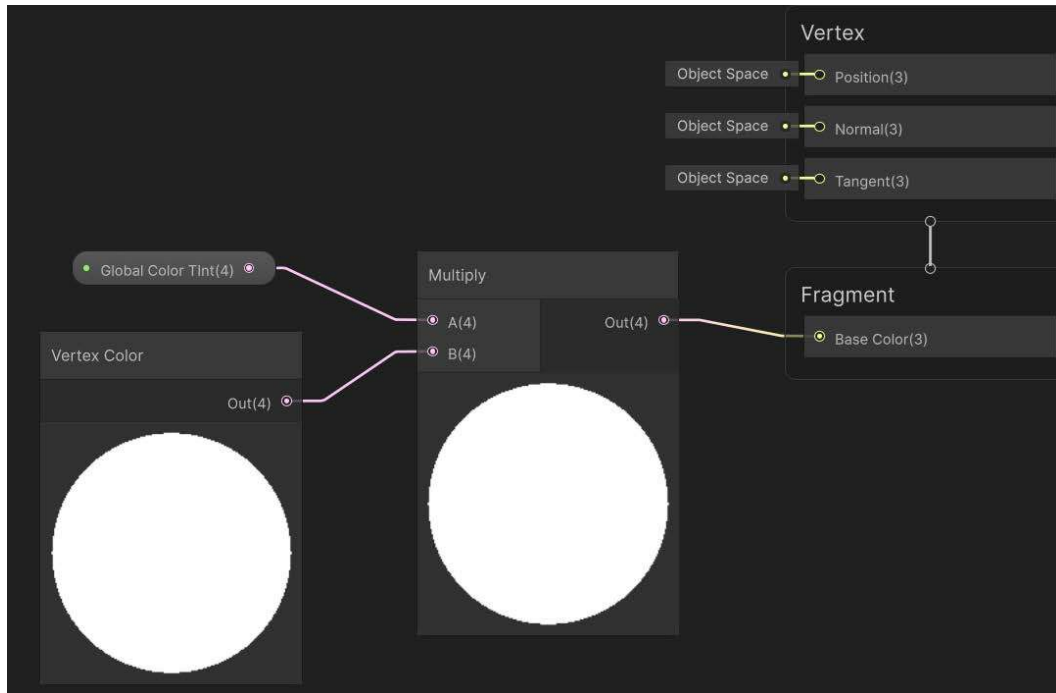 Vertex
Object Space
Position(3)
Object Space
Normal(3)
Object Space
Tangent(3)
Global Color TInt(4)
Multiply
A(4)
Out(4)
B(4)
Vertex Color
Out(4)
Fragment
Base Color(3)